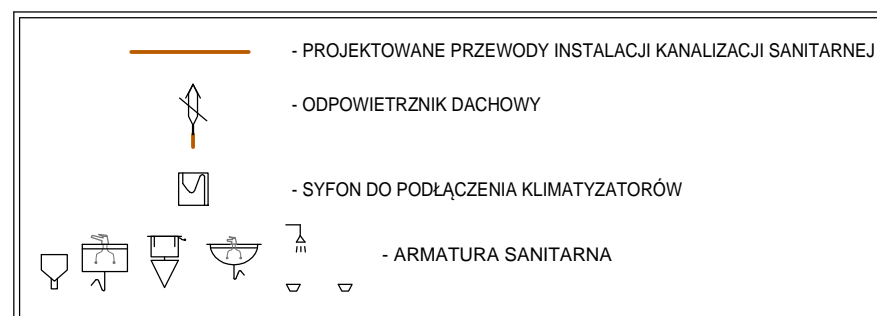 - PROJEKTOWANE PRZEWODY INSTALACJI KANALIZACJI SANITARNEJ
- ODPOWIETRZNIK DACHOWY
- SYFON DO PODŁĄCZENIA KLIMATYZATORÓW
- ARMATURA SANITARNA